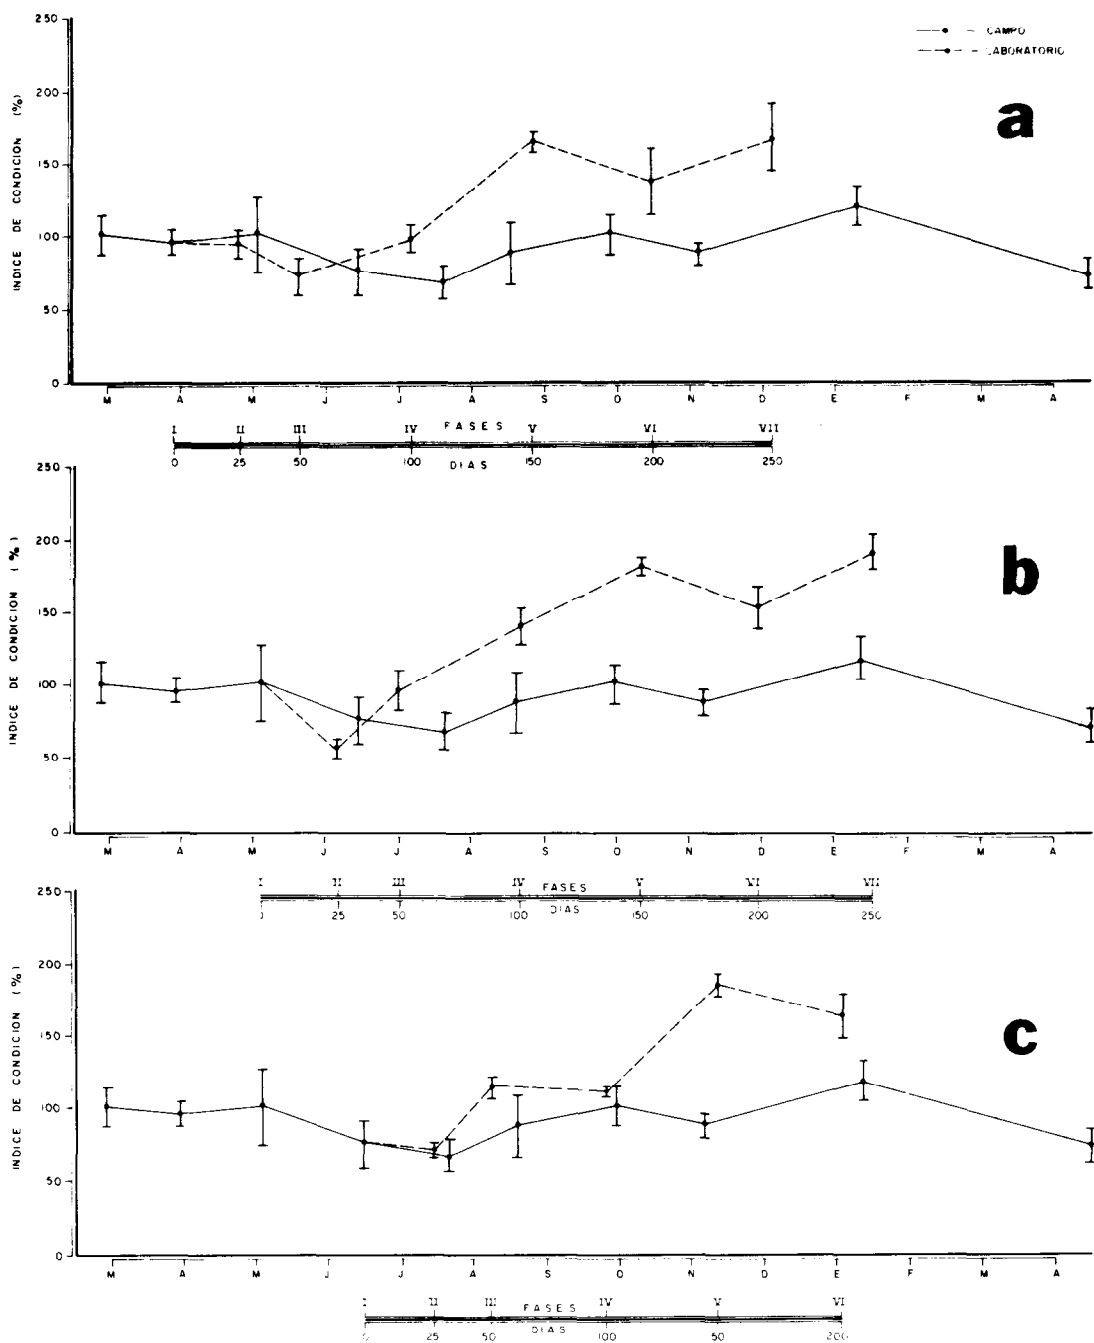 250
CAMPO
LABORATORIO
200
a
INDICE DE CONDICION (%)
150
100
50
0
M A M J J A S O N D E F M A
FASES
I II III IV V VI VII
0 25 50 100 150 200 250
DIAS
250
200
b
INDICE DE CONDICION (%)
150
100
50
0
M A M J J A S O N D E F M A
I II III IV V VI VII
FASES
DIAS
25 50 100 150 200 250
250
200
c
INDICE DE CONDICION (%)
150
100
50
0
M A M J J A S O N D E F M A
I II III IV V VI
FASES
0 25 50 100 50 200
DIAS